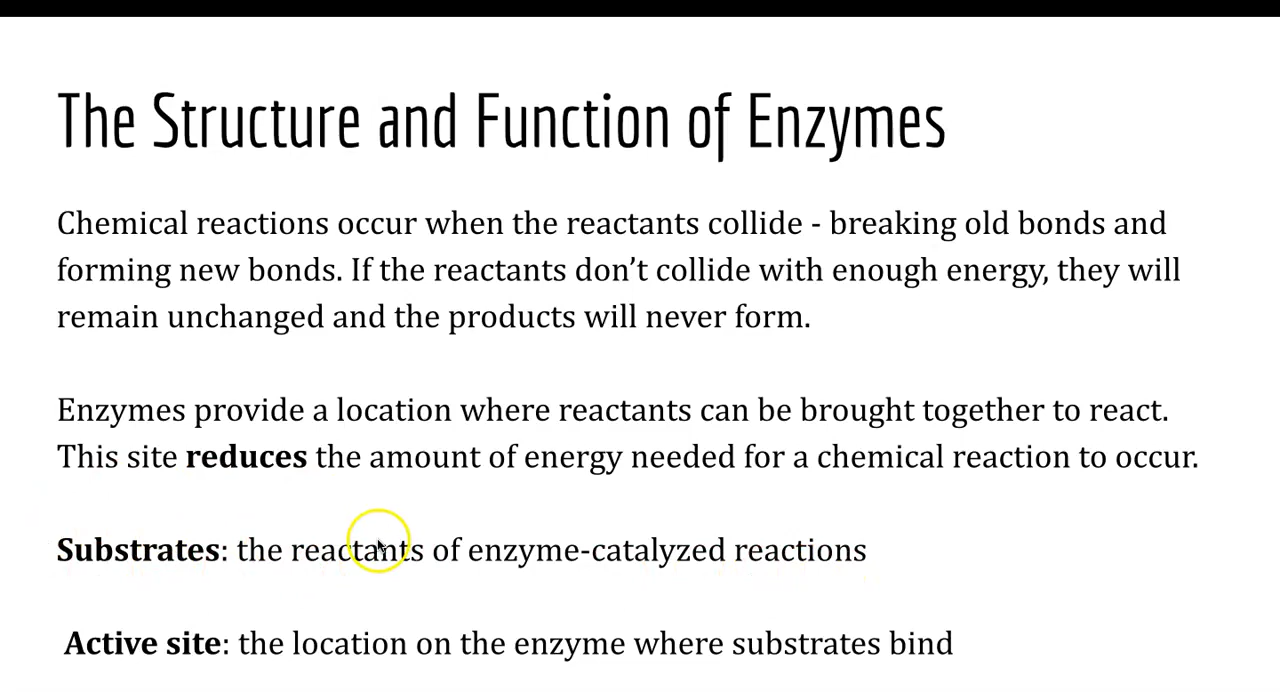 The Structure and Function of Enzymes
Chemical reactions occur when the reactants collide - breaking old bonds and
forming new bonds. If the reactants don’t collide with enough energy, they will
remain unchanged and the products will never form.
Enzymes provide a location where reactants can be brought together to react.
This site reduces the amount of energy needed for a chemical reaction to occur.
Substrates: the reactants of enzyme-catalyzed reactions
Active site: the location on the enzyme where substrates bind